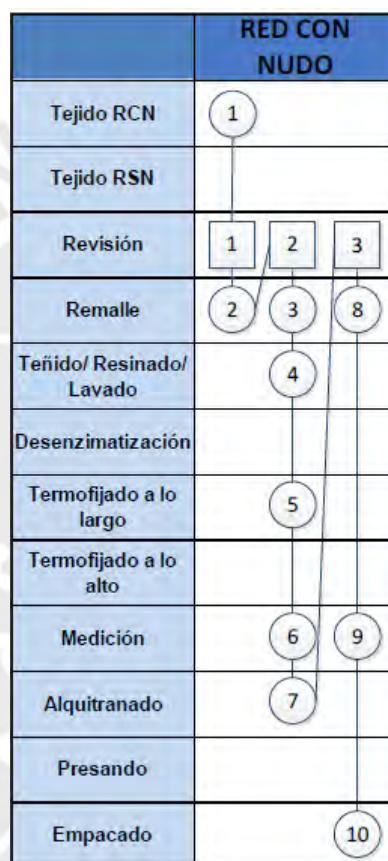 RED CON
NUDO
Tejido RCN
1
Tejido RSN
Revisión
1 2 3
Remalle
2 3 8
Teñido/ Resinado/
Lavado
4
Desenzimatización
Termofijado a lo
largo
5
Termofijado a lo
alto
Medición
6 9
Alquitranado
7
Presando
Empacado
10